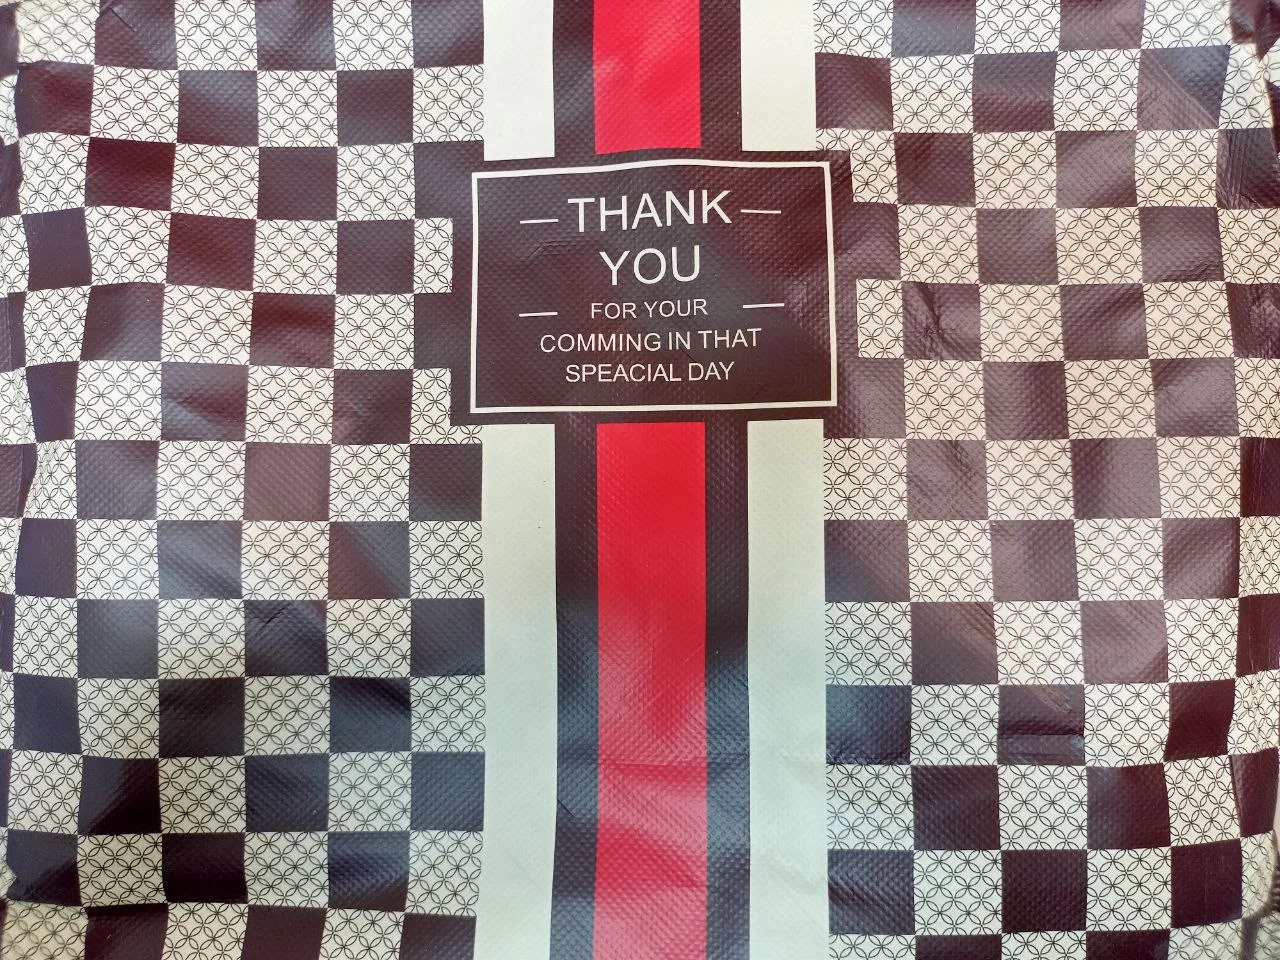 THANK
YOU
FOR YOUR
COMMING IN THAT
SPEACIAL DAY